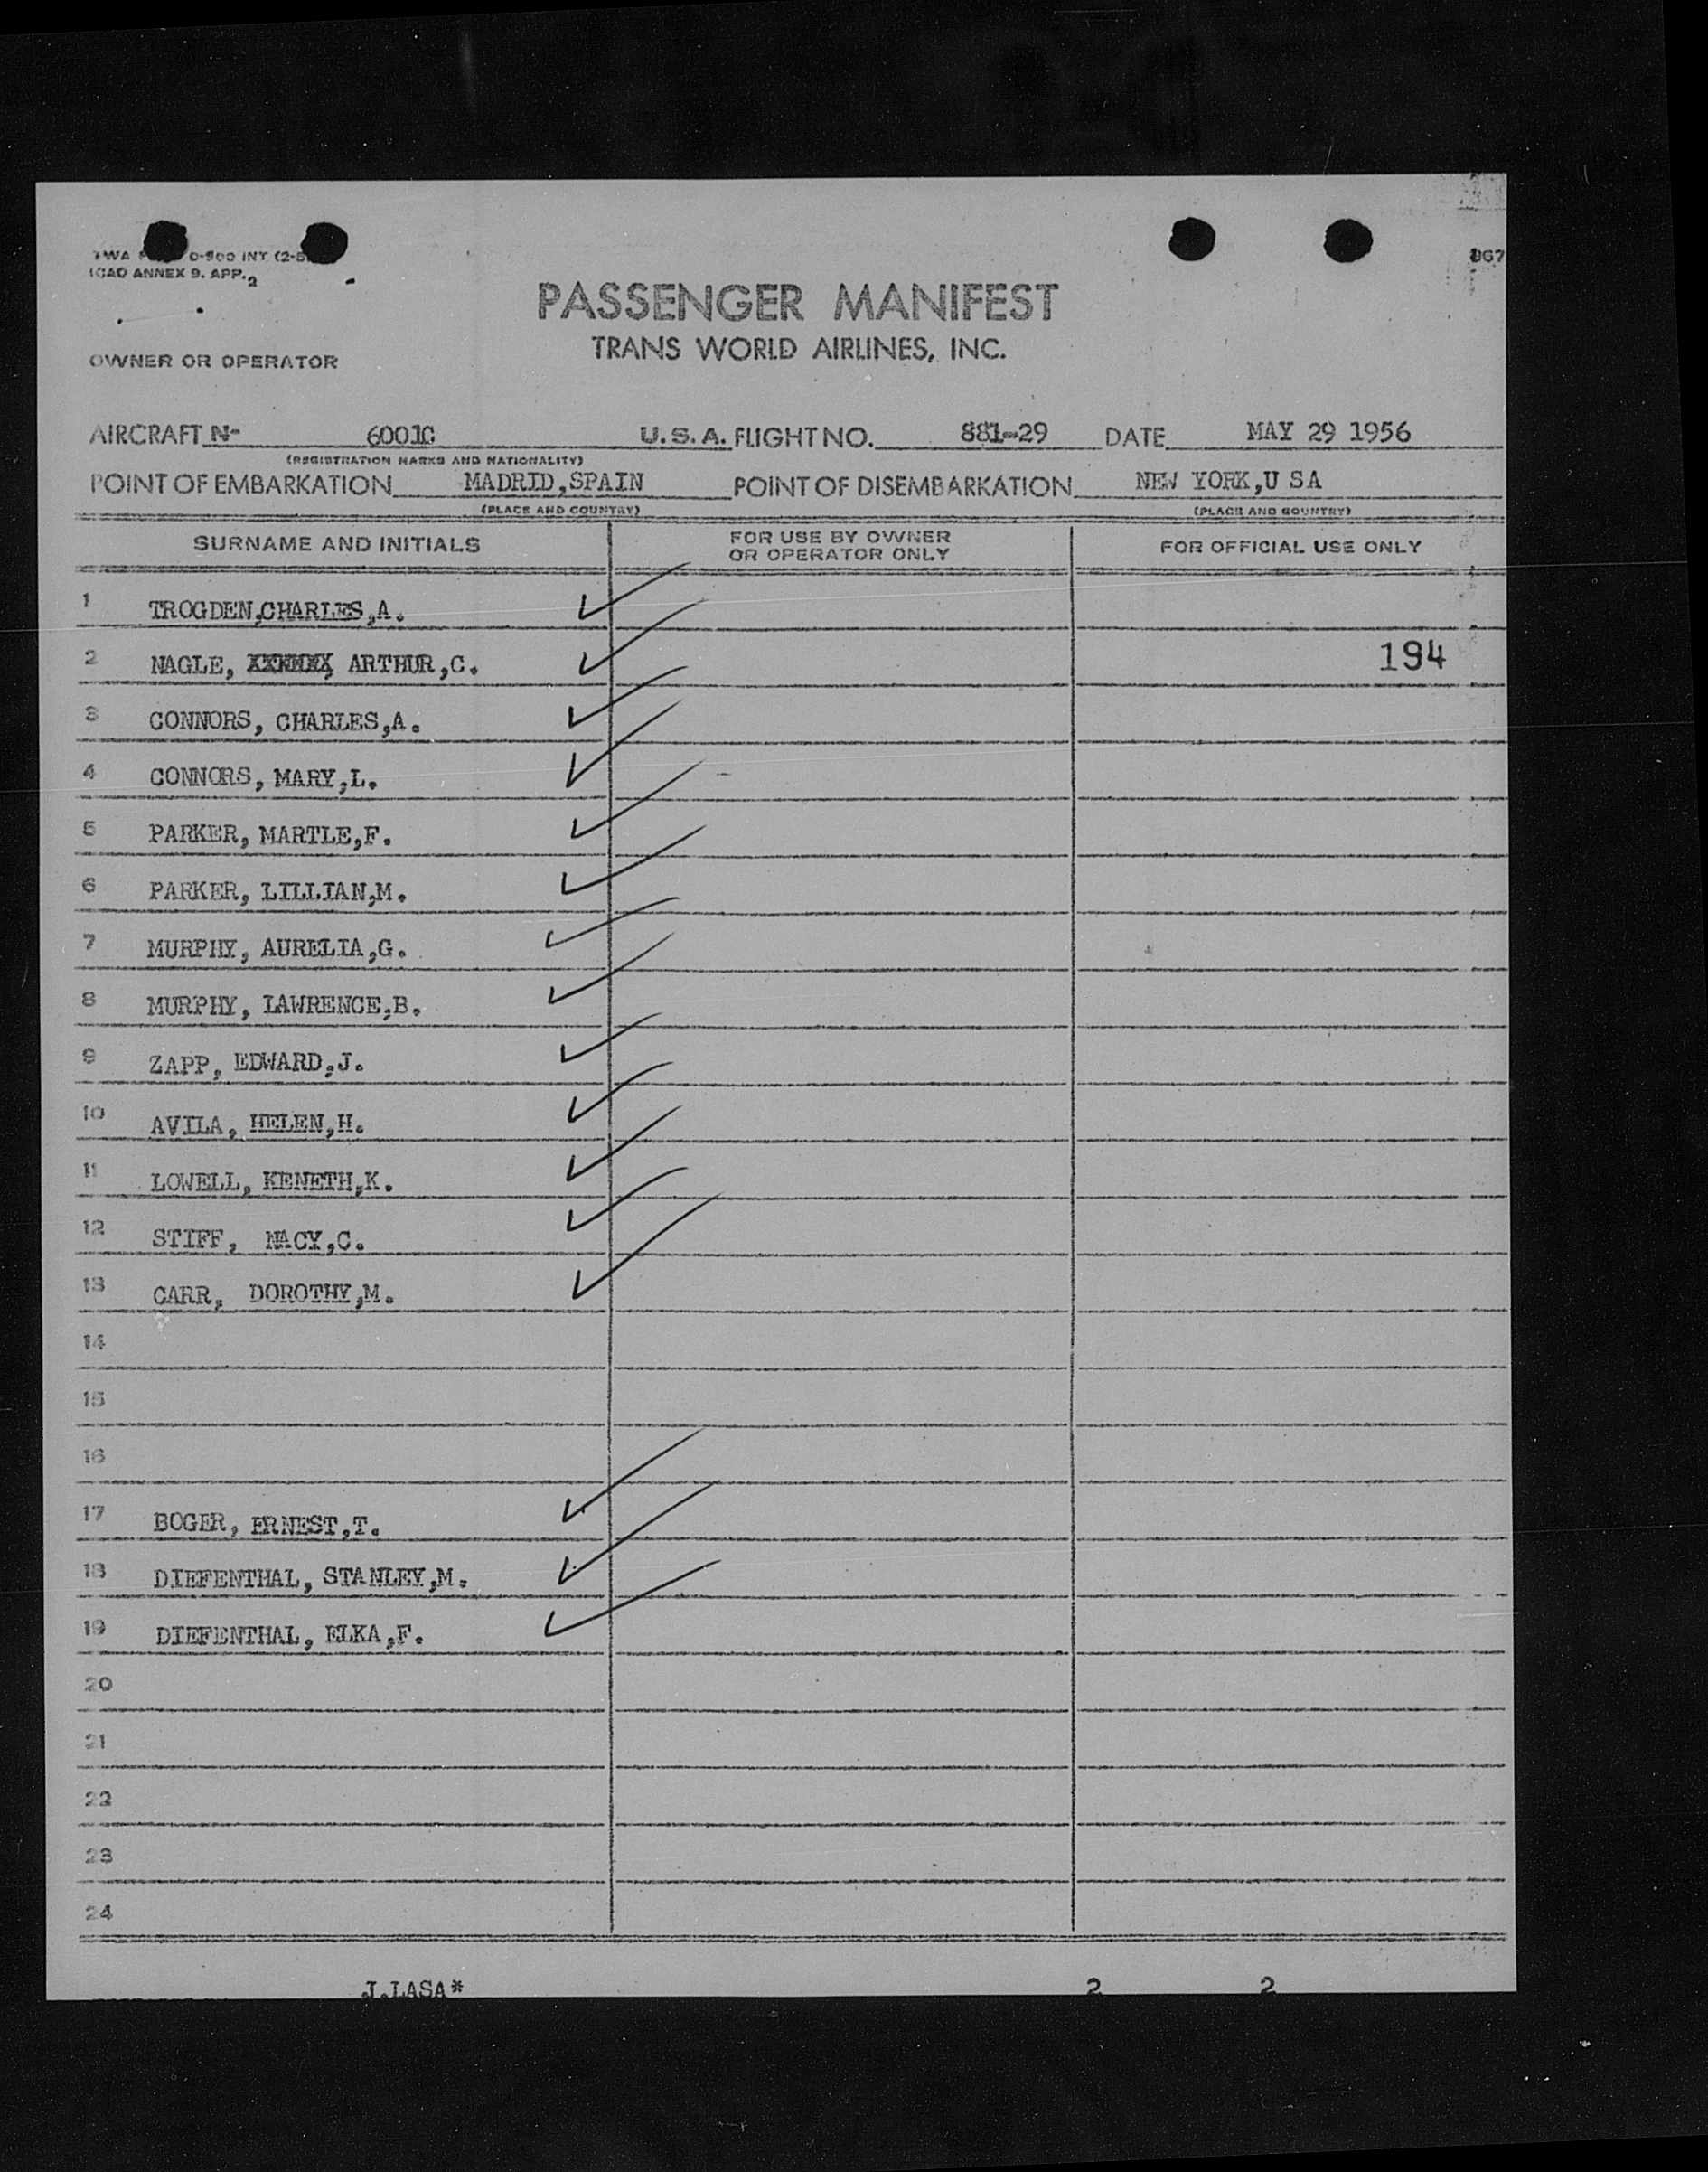 ICAO ANNEX 9. APP. 2
867
PASSENGER MANIFEST
TRANS WORLD AIRLINES, INC.
OWNER OR OPERATOR
AIRCRAFT N- 6001C U.S.A. FLIGHT NO. 881-29 DATE MAY 29 1956
(REGISTRATION MARKS AND NATIONALITY)
POINT OF EMBARKATION MADRID,SPAIN POINT OF DISEMBARKATION NEW YORK,U SA
(PLACE AND COUNTRY) (PLACE AND COUNTRY)
SURNAME AND INITIALS FOR USE BY OWNER OR OPERATOR ONLY FOR OFFICIAL USE ONLY
1 TROGDEN,CHARLES,A.
2 NAGLE, ARTHUR,C. 194
3 CONNORS, CHARLES,A.
4 CONNORS, MARY,L.
5 PARKER, MARTLE,F.
6 PARKER, LILLIAN,M.
7 MURPHY, AURELIA,G.
8 MURPHY, LAWRENCE,B.
9 ZAPP, EDWARD,J.
10 AVILA, HELEN,H.
11 LOWELL, KENETH,K.
12 STIFF, NACY,C.
13 CARR, DOROTHY,M.
14
15
16
17 BOGER, ERNEST,T.
18 DIEFENTHAL, STANLEY,M.
19 DIEFENTHAL, ELKA,F.
20
21
22
23
24
J.LASA* 2 2